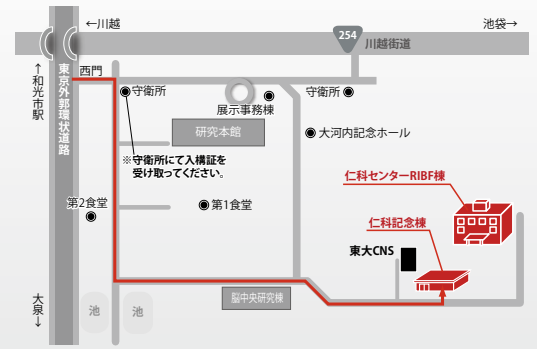 ←川越
池袋→
254
川越街道
↑和光市駅
東京外郭環状道路
西門
守衛所
展示事務棟
守衛所
研究本館
大河内記念ホール
※守衛所にて入構証を
受け取ってください。
仁科センターRIBF棟
第2食堂
第1食堂
仁科記念棟
東大CNS
大泉↓
池
池
脳中央研究棟